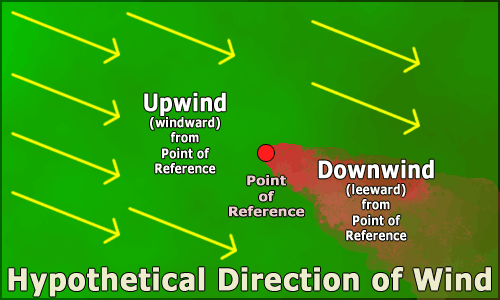 Upwind
(windward)
from
Point of
Reference
Point
of
Reference
Downwind
(leeward)
from
Point of
Reference
Hypothetical Direction of Wind